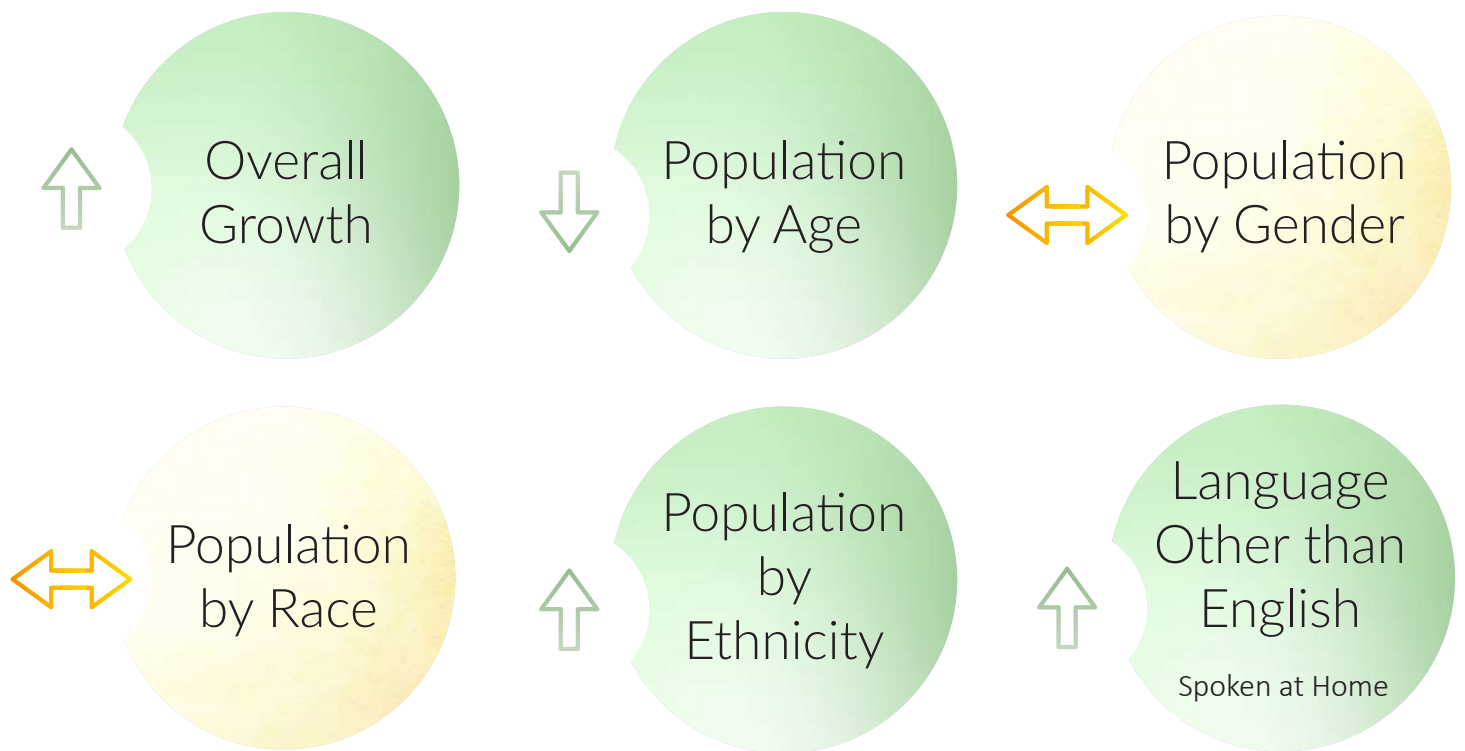 Overall
Growth
Population
by Age
Population
by Gender
Population
by Race
Population
by
Ethnicity
Language
Other than
English
Spoken at Home